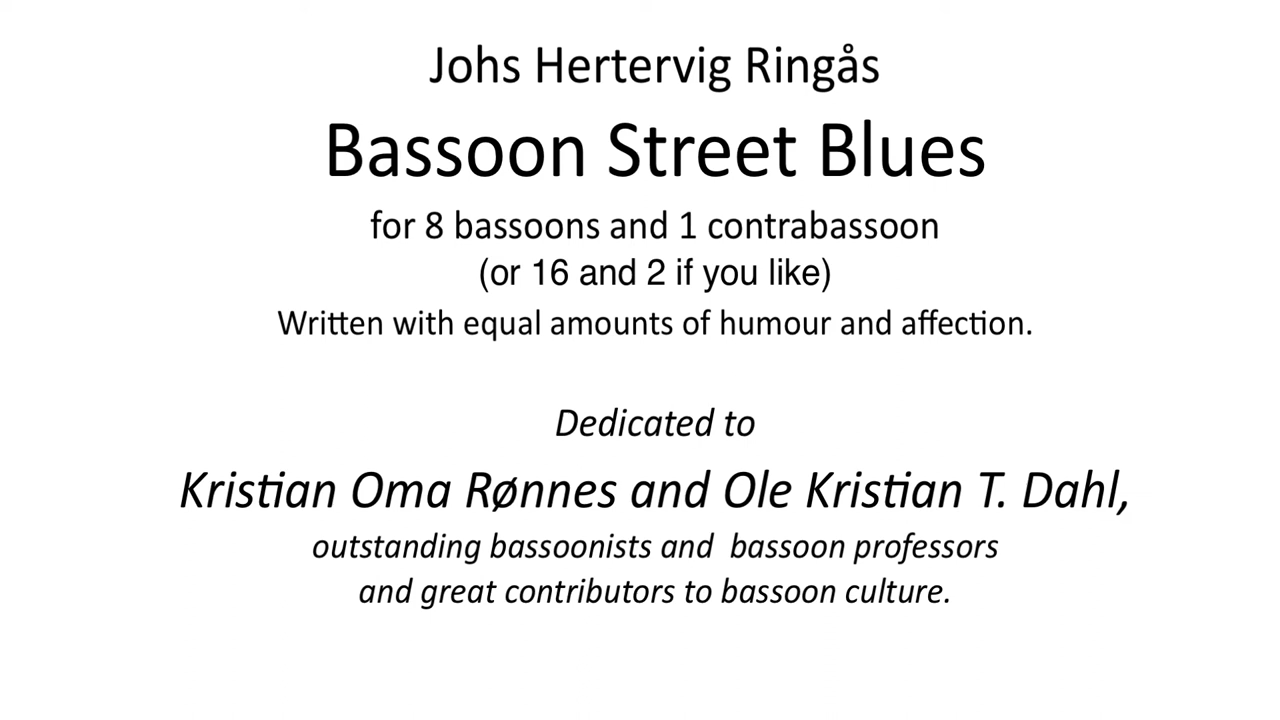 Johs Hertervig Ringås
Bassoon Street Blues
for 8 bassoons and 1 contrabassoon
(or 16 and 2 if you like)
Written with equal amounts of humour and affection.
Dedicated to
Kristian Oma Rønnes and Ole Kristian T. Dahl,
outstanding bassoonists and  bassoon professors
and great contributors to bassoon culture.